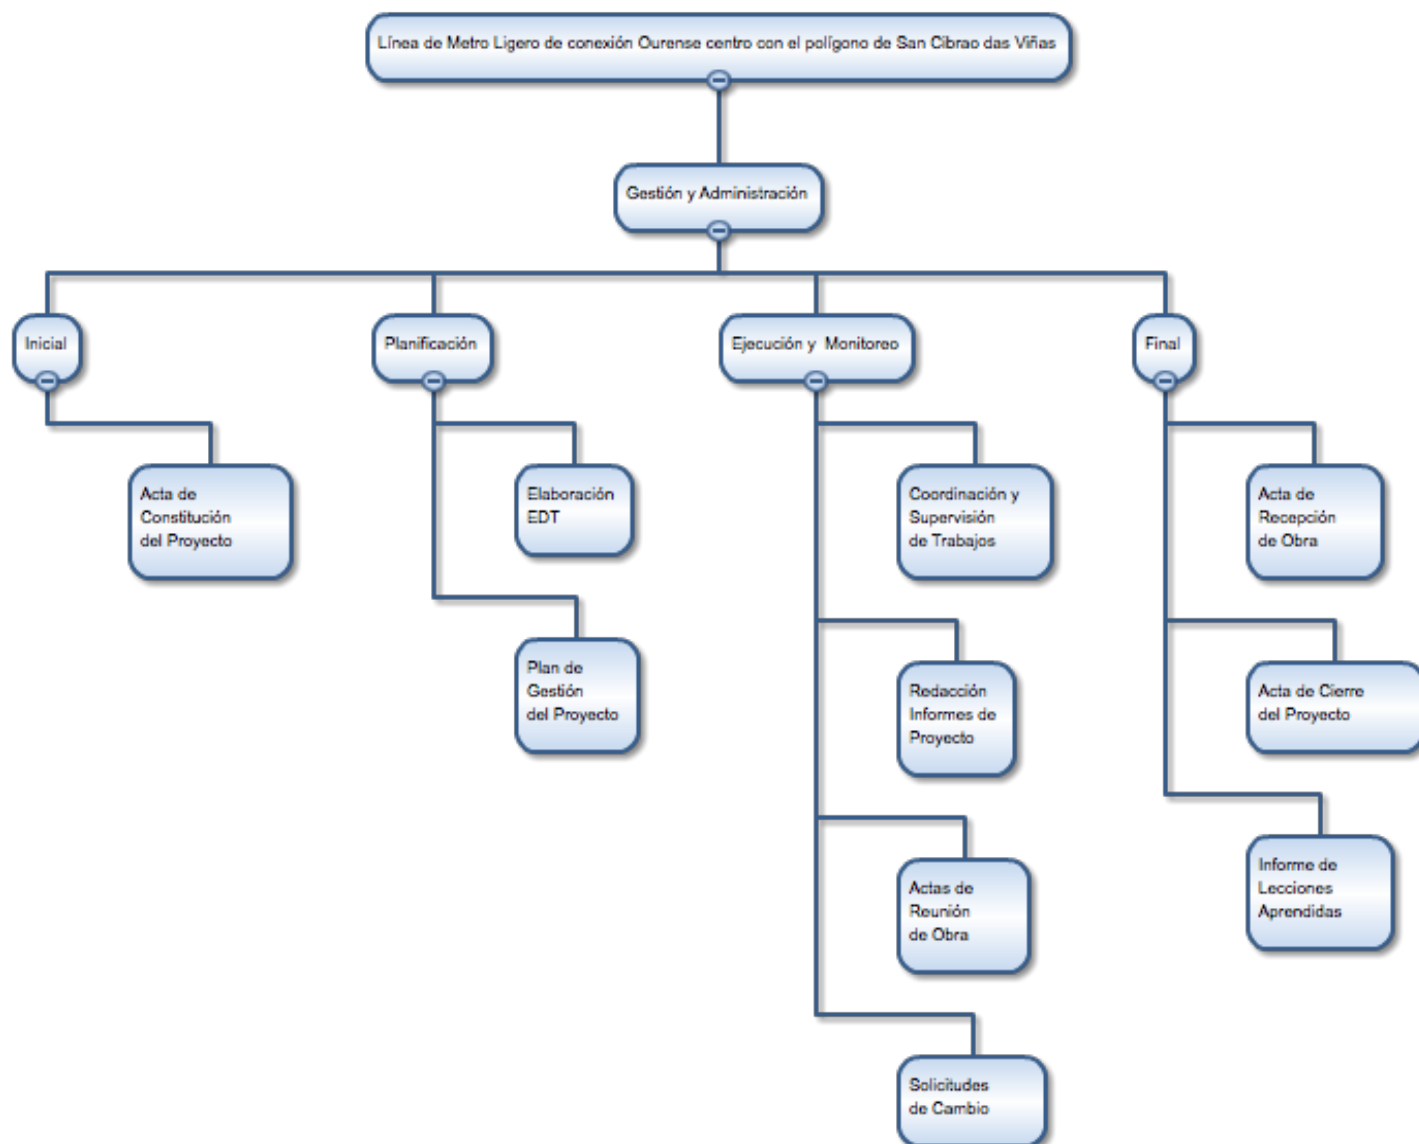 Línea de Metro Ligero de conexión Ourense centro con el polígono de San Cibrao das Viñas
Gestión y Administración
Inicial
Planificación
Ejecución y Monitoreo
Final
Acta de
Constitución
del Proyecto
Elaboración
EDT
Plan de
Gestión
del Proyecto
Coordinación y
Supervisión
de Trabajos
Redacción
Informes de
Proyecto
Actas de
Reunión
de Obra
Solicitudes
de Cambio
Acta de
Recepción
de Obra
Acta de Cierre
del Proyecto
Informe de
Lecciones
Aprendidas